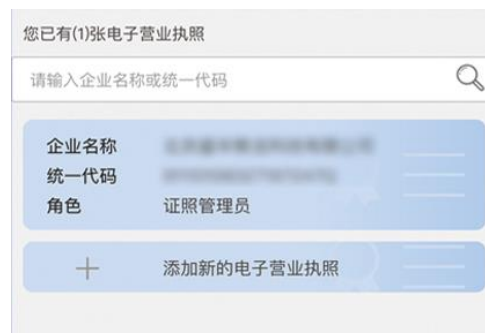 您已有(1)张电子营业执照
请输入企业名称或统一代码
企业名称
统一代码
角色 证照管理员
添加新的电子营业执照